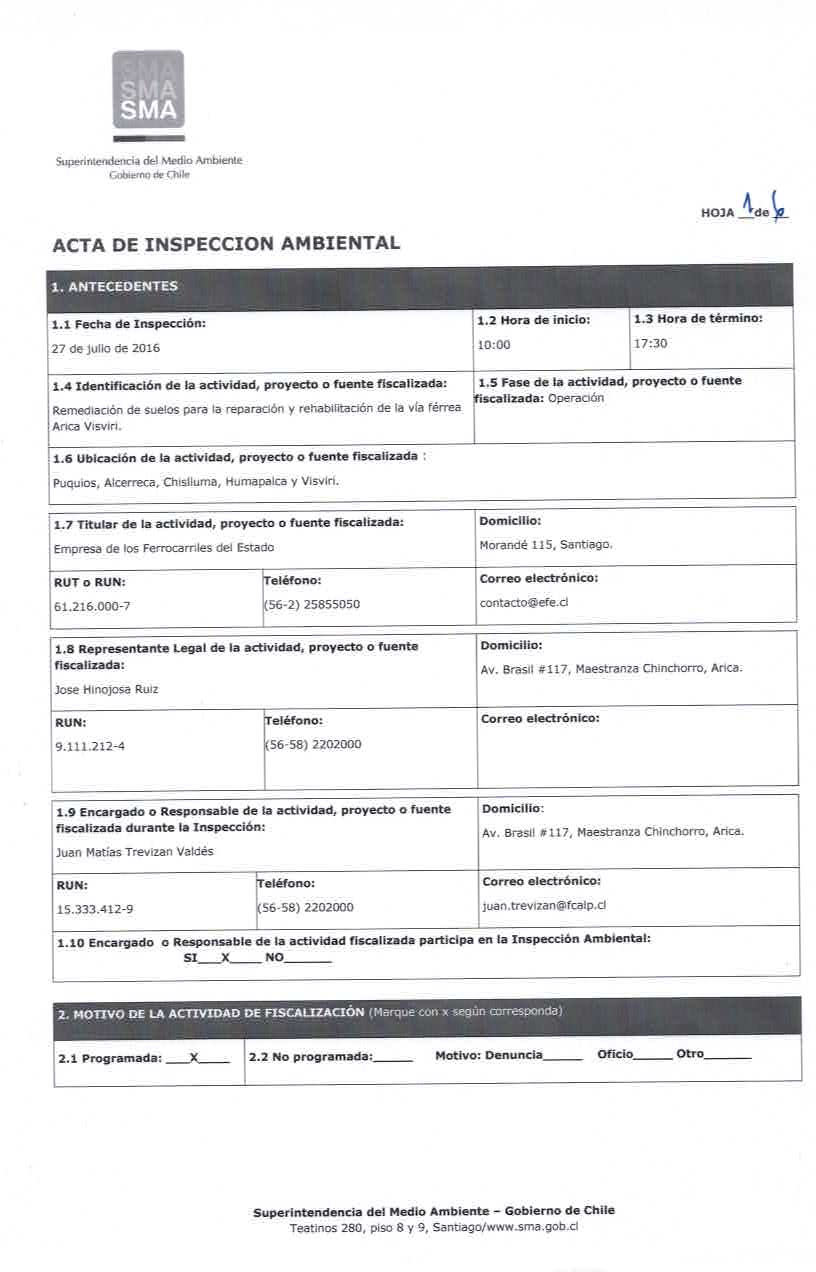 SMA
SMA
SMA
Superintendencia del Medio Ambiente
Gobierno de Chile
HOJA 1 de 6
ACTA DE INSPECCION AMBIENTAL
1. ANTECEDENTES
1.1 Fecha de Inspección:
27 de julio de 2016
1.2 Hora de inicio:
10:00
1.3 Hora de término:
17:30
1.4 Identificación de la actividad, proyecto o fuente fiscalizada:
Remediación de suelos para la reparación y rehabilitación de la vía férrea
Arica Visviri.
1.5 Fase de la actividad, proyecto o fuente
fiscalizada: Operación
1.6 Ubicación de la actividad, proyecto o fuente fiscalizada :
Puquios, Alcerreca, Chislluma, Humapalca y Visviri.
1.7 Titular de la actividad, proyecto o fuente fiscalizada:
Empresa de los Ferrocarriles del Estado
Domicilio:
Morandé 115, Santiago.
RUT o RUN:
61.216.000-7
Teléfono:
(56-2) 25855050
Correo electrónico:
contacto@efe.cl
1.8 Representante Legal de la actividad, proyecto o fuente
fiscalizada:
Jose Hinojosa Ruiz
Domicilio:
Av. Brasil #117, Maestranza Chinchorro, Arica.
RUN:
9.111.212-4
Teléfono:
(56-58) 2202000
Correo electrónico:
1.9 Encargado o Responsable de la actividad, proyecto o fuente
fiscalizada durante la Inspección:
Juan Matías Trevizan Valdés
Domicilio:
Av. Brasil #117, Maestranza Chinchorro, Arica.
RUN:
15.333.412-9
Teléfono:
(56-58) 2202000
Correo electrónico:
juan.trevizan@fcalp.cl
1.10 Encargado o Responsable de la actividad fiscalizada participa en la Inspección Ambiental:
SI___X____ NO______
2. MOTIVO DE LA ACTIVIDAD DE FISCALIZACIÓN (Marque con x según corresponda)
2.1 Programada: ___X____
2.2 No programada:_____ Motivo: Denuncia_____ Oficio_____ Otro______
Superintendencia del Medio Ambiente – Gobierno de Chile
Teatinos 280, piso 8 y 9, Santiago/www.sma.gob.cl